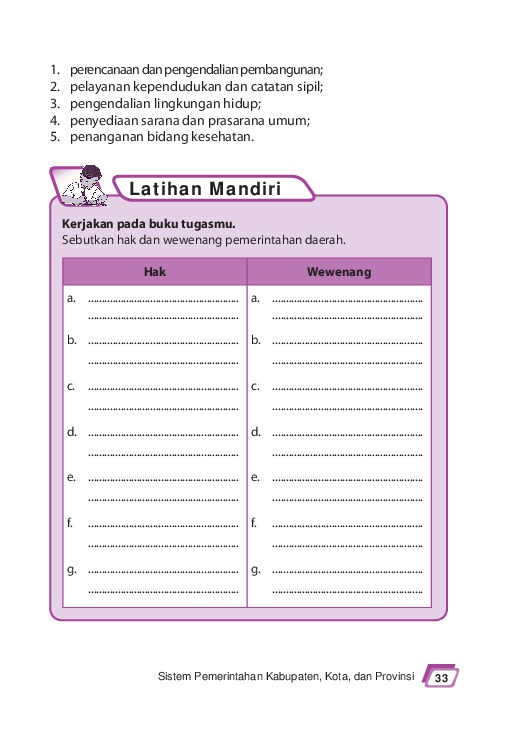 1. perencanaan dan pengendalian pembangunan;
2. pelayanan kependudukan dan catatan sipil;
3. pengendalian lingkungan hidup;
4. penyediaan sarana dan prasarana umum;
5. penanganan bidang kesehatan.
Latihan Mandiri
Kerjakan pada buku tugasmu.
Sebutkan hak dan wewenang pemerintahan daerah.
Hak Wewenang
a. .................................................... a. ....................................................
.................................................... ....................................................
b. .................................................... b. ....................................................
.................................................... ....................................................
c. .................................................... c. ....................................................
.................................................... ....................................................
d. .................................................... d. ....................................................
.................................................... ....................................................
e. .................................................... e. ....................................................
.................................................... ....................................................
f. .................................................... f. ....................................................
.................................................... ....................................................
g. .................................................... g. ....................................................
.................................................... ....................................................
Sistem Pemerintahan Kabupaten, Kota, dan Provinsi 33